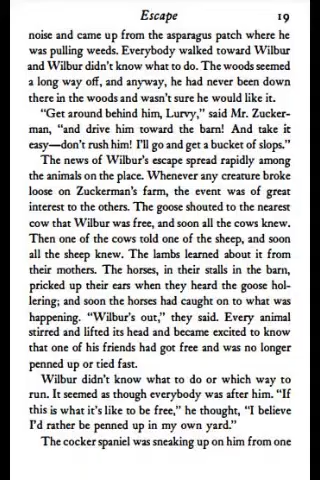 Escape 19
noise and came up from the asparagus patch where he
was pulling weeds. Everybody walked toward Wilbur
and Wilbur didn't know what to do. The woods seemed
a long way off, and anyway, he had never been down
there in the woods and wasn't sure he would like it.
"Get around behind him, Lurvy," said Mr. Zucker-
man, "and drive him toward the barn! And take it
easy—don't rush him! I'll go and get a bucket of slops."
The news of Wilbur's escape spread rapidly among
the animals on the place. Whenever any creature broke
loose on Zuckerman's farm, the event was of great
interest to the others. The goose shouted to the nearest
cow that Wilbur was free, and soon all the cows knew.
Then one of the cows told one of the sheep, and soon
all the sheep knew. The lambs learned about it from
their mothers. The horses, in their stalls in the barn,
pricked up their ears when they heard the goose hol-
lering; and soon the horses had caught on to what was
happening. "Wilbur's out," they said. Every animal
stirred and lifted its head and became excited to know
that one of his friends had got free and was no longer
penned up or tied fast.
Wilbur didn't know what to do or which way to
run. It seemed as though everybody was after him. "If
this is what it's like to be free," he thought, "I believe
I'd rather be penned up in my own yard."
The cocker spaniel was sneaking up on him from one